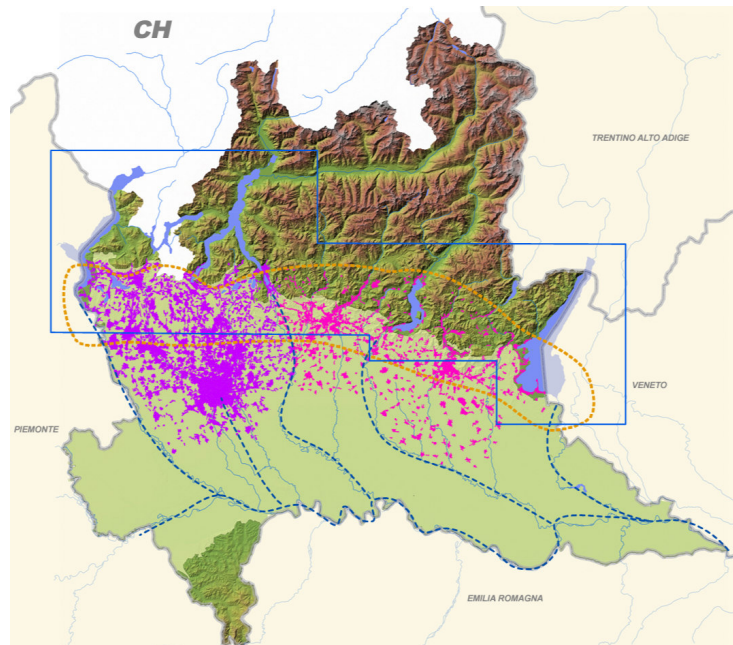 CH
TRENTINO ALTO ADIGE
VENETO
PIEMONTE
EMILIA ROMAGNA